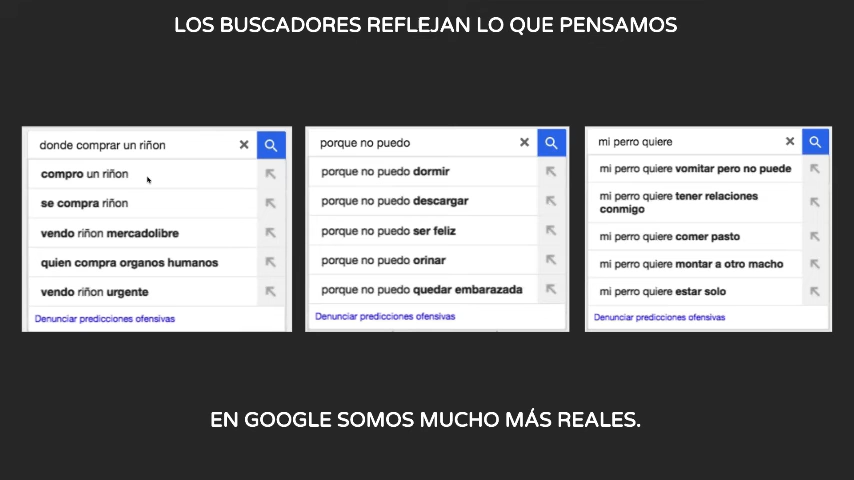 LOS BUSCADORES REFLEJAN LO QUE PENSAMOS
donde comprar un riñon
compro un riñon
se compra riñon
vendo riñon mercadolibre
quien compra organos humanos
vendo riñon urgente
Denunciar predicciones ofensivas
porque no puedo
porque no puedo dormir
porque no puedo descargar
porque no puedo ser feliz
porque no puedo orinar
porque no puedo quedar embarazada
Denunciar predicciones ofensivas
mi perro quiere
mi perro quiere vomitar pero no puede
mi perro quiere tener relaciones
conmigo
mi perro quiere comer pasto
mi perro quiere montar a otro macho
mi perro quiere estar solo
Denunciar predicciones ofensivas
EN GOOGLE SOMOS MUCHO MÁS REALES.